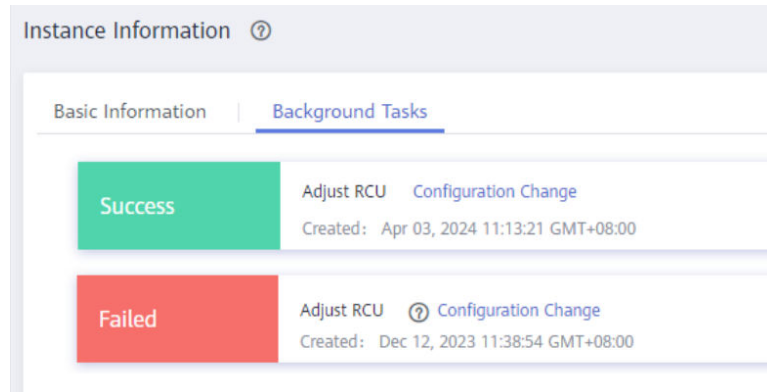 Instance Information ?
Basic Information Background Tasks
Success
Adjust RCU Configuration Change
Created: Apr 03, 2024 11:13:21 GMT+08:00
Failed
Adjust RCU ? Configuration Change
Created: Dec 12, 2023 11:38:54 GMT+08:00